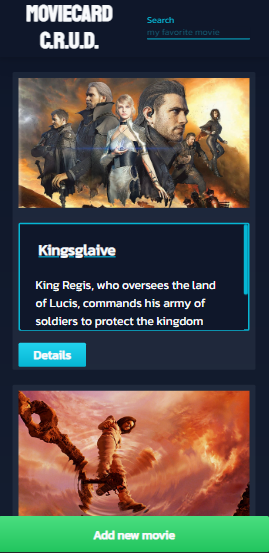 MOVIECARD
C.R.U.D.
Search
my favorite movie
Kingsglaive
King Regis, who oversees the land
of Lucis, commands his army of
soldiers to protect the kingdom
Details
Add new movie